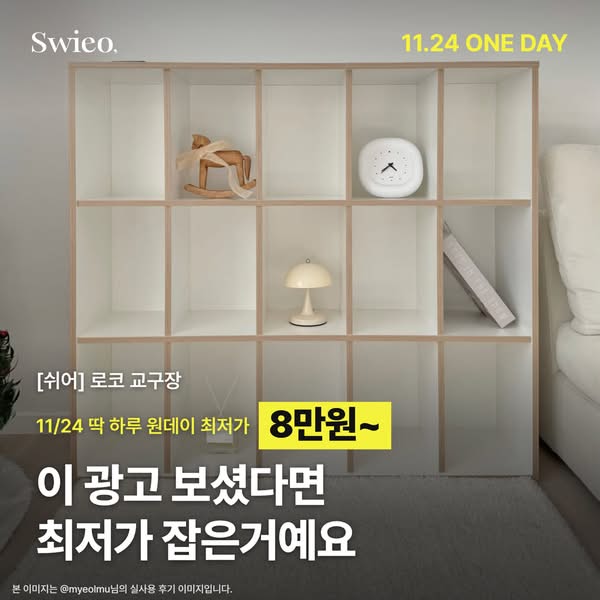 Swieo,
11.24 ONE DAY
[쉬어] 로코 교구장
11/24 딱 하루 원데이 최저가 8만원~
이 광고 보셨다면
최저가 잡은거예요
본 이미지는 @myeolmu님의 실사용 후기 이미지입니다.